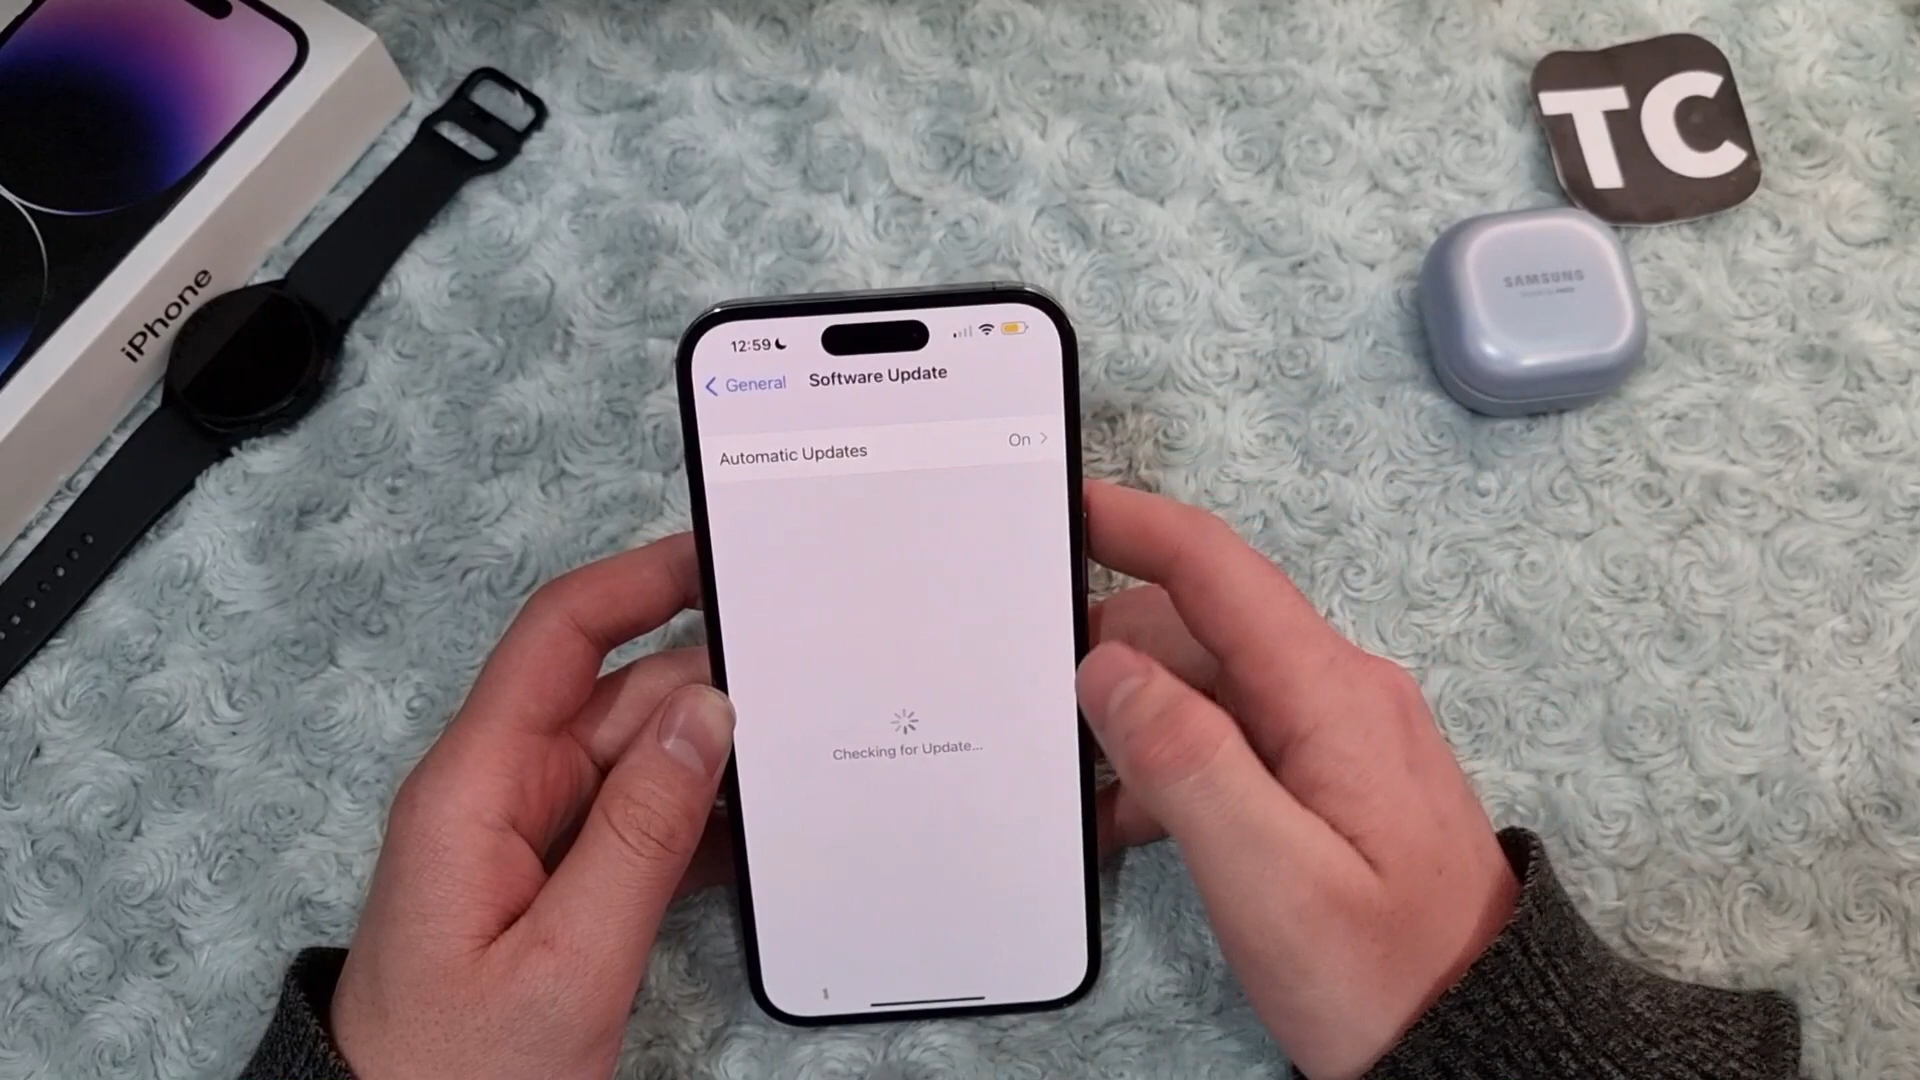 iPhone
TC
SAMSUNG
12:59
General
Software Update
Automatic Updates
On
Checking for Update...